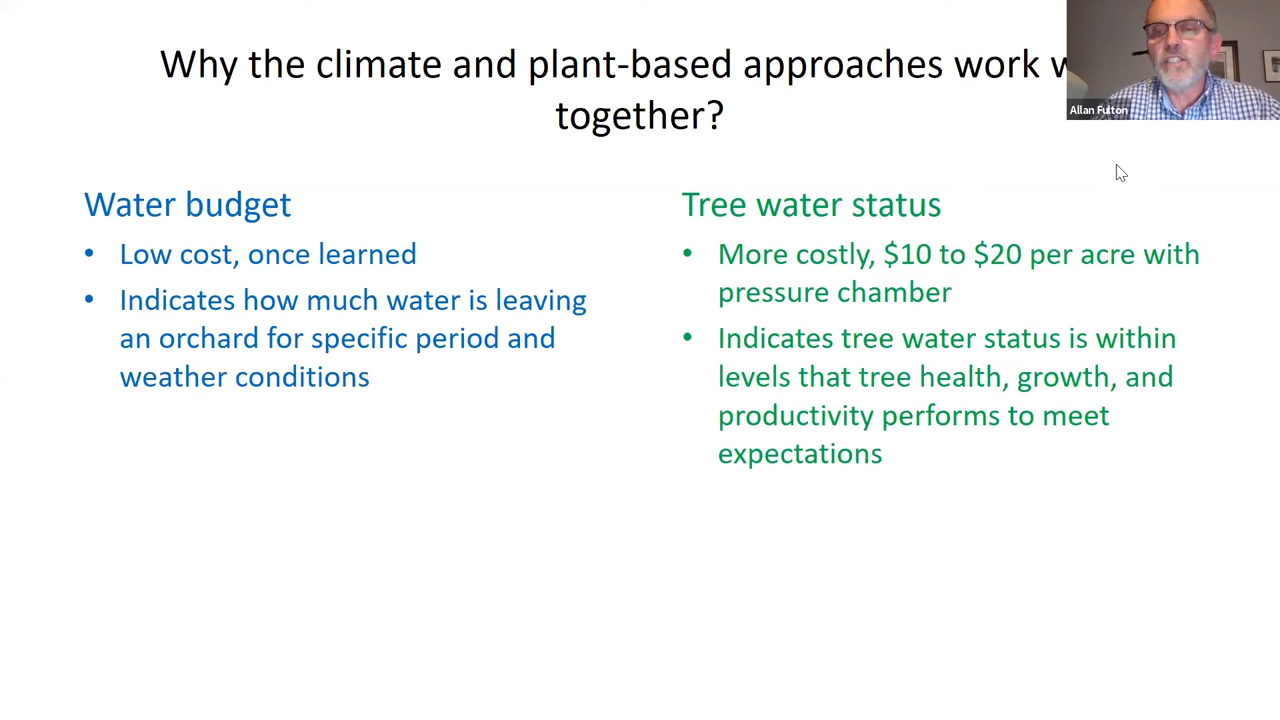 Why the climate and plant-based approaches work
together?
Allan Fulton
Water budget
• Low cost, once learned
• Indicates how much water is leaving
an orchard for specific period and
weather conditions
Tree water status
• More costly, $10 to $20 per acre with
pressure chamber
• Indicates tree water status is within
levels that tree health, growth, and
productivity performs to meet
expectations